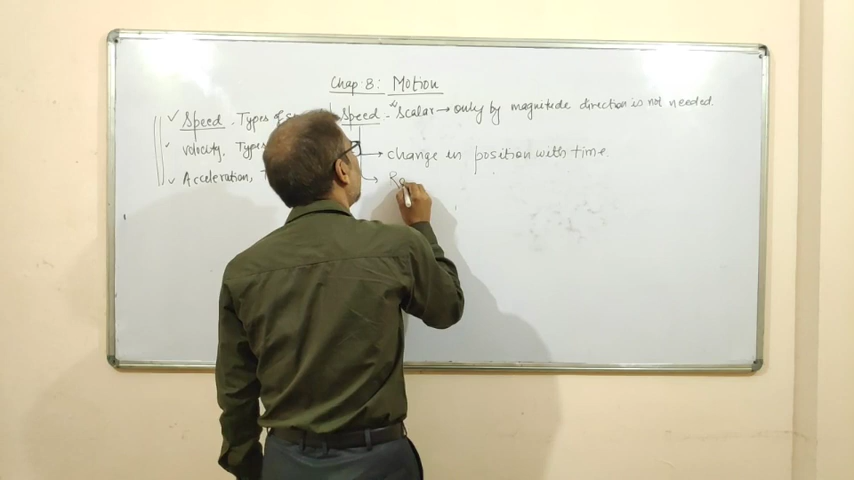 Chap. 8: Motion
✓ Speed. Types of Speed. Scalar → only by magnitude direction is not needed.
✓ velocity. Types → change in position with time.
✓ Acceleration, → Re